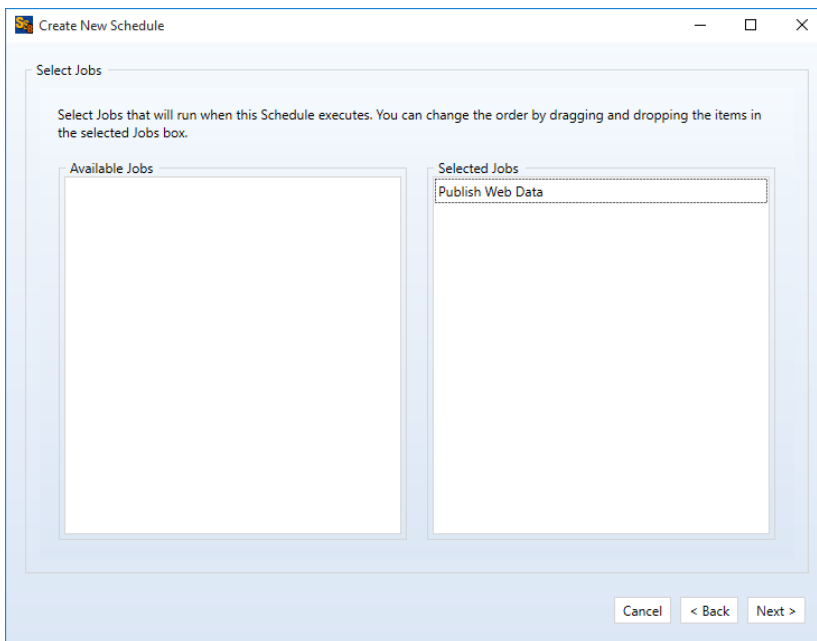 Create New Schedule
Select Jobs
Select Jobs that will run when this Schedule executes. You can change the order by dragging and dropping the items in
the selected Jobs box.
Available Jobs
Selected Jobs
Publish Web Data
Cancel
< Back
Next >